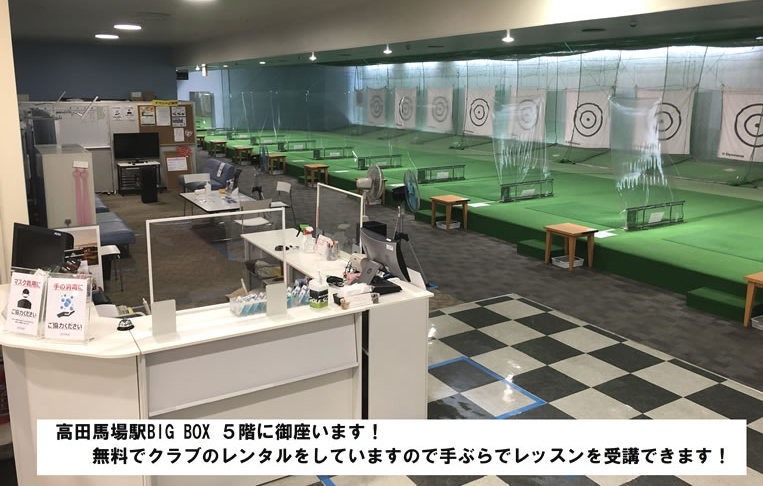 マスク着用に
ご協力ください
手の消毒に
ご協力ください
高田馬場駅BIG BOX ５階に御座います！
無料でクラブのレンタルをしていますので手ぶらでレッスンを受講できます！